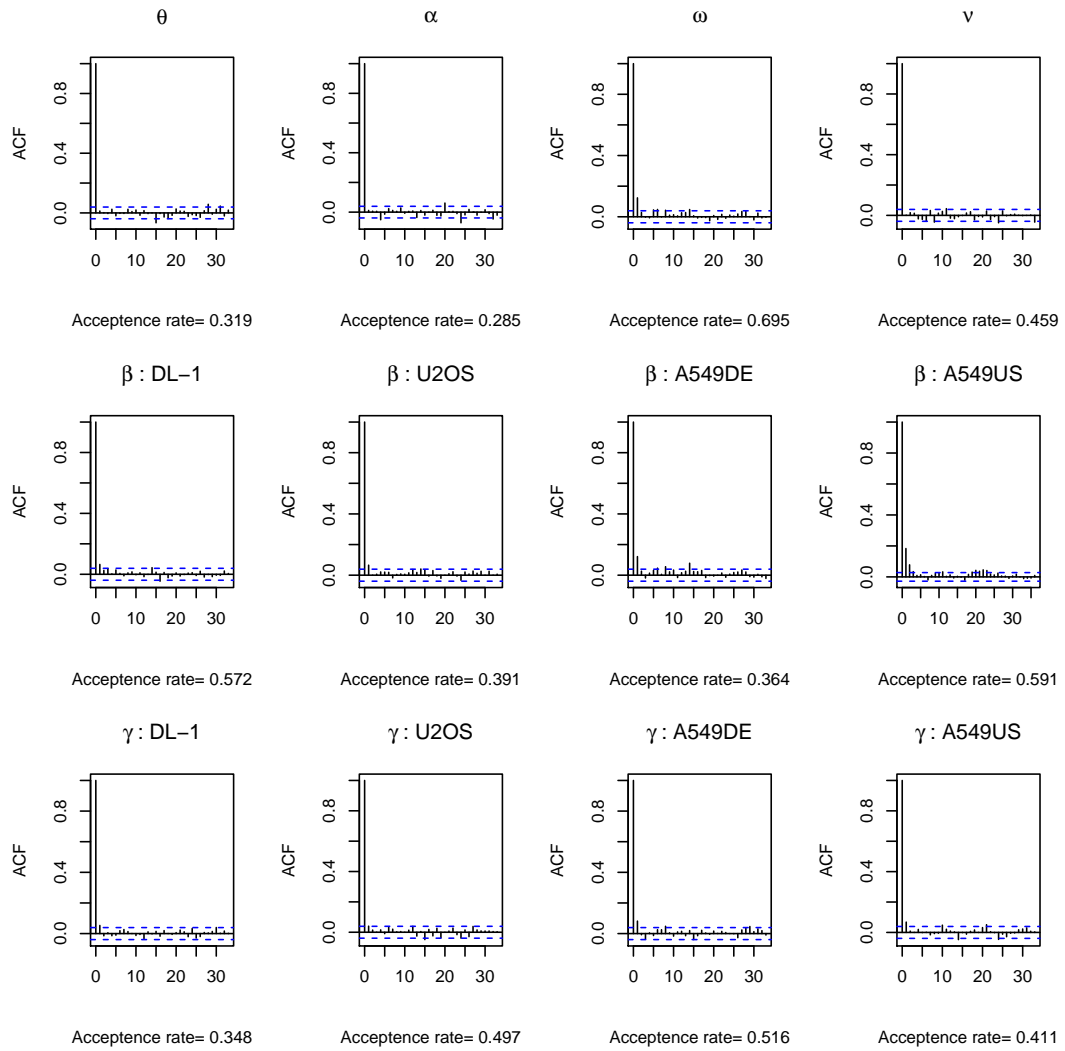 θ α ω ν
ACF ACF ACF ACF
0.8 0.8 0.8 0.8
0.4 0.4 0.4 0.4
0.0 0.0 0.0 0.0
0 10 20 30 0 10 20 30 0 10 20 30 0 10 20 30
Acceptence rate= 0.319 Acceptence rate= 0.285 Acceptence rate= 0.695 Acceptence rate= 0.459
β : DL−1 β : U2OS β : A549DE β : A549US
ACF ACF ACF ACF
0.8 0.8 0.8 0.8
0.4 0.4 0.4 0.4
0.0 0.0 0.0 0.0
0 10 20 30 0 10 20 30 0 10 20 30 0 10 20 30
Acceptence rate= 0.572 Acceptence rate= 0.391 Acceptence rate= 0.364 Acceptence rate= 0.591
γ : DL−1 γ : U2OS γ : A549DE γ : A549US
ACF ACF ACF ACF
0.8 0.8 0.8 0.8
0.4 0.4 0.4 0.4
0.0 0.0 0.0 0.0
0 10 20 30 0 10 20 30 0 10 20 30 0 10 20 30
Acceptence rate= 0.348 Acceptence rate= 0.497 Acceptence rate= 0.516 Acceptence rate= 0.411